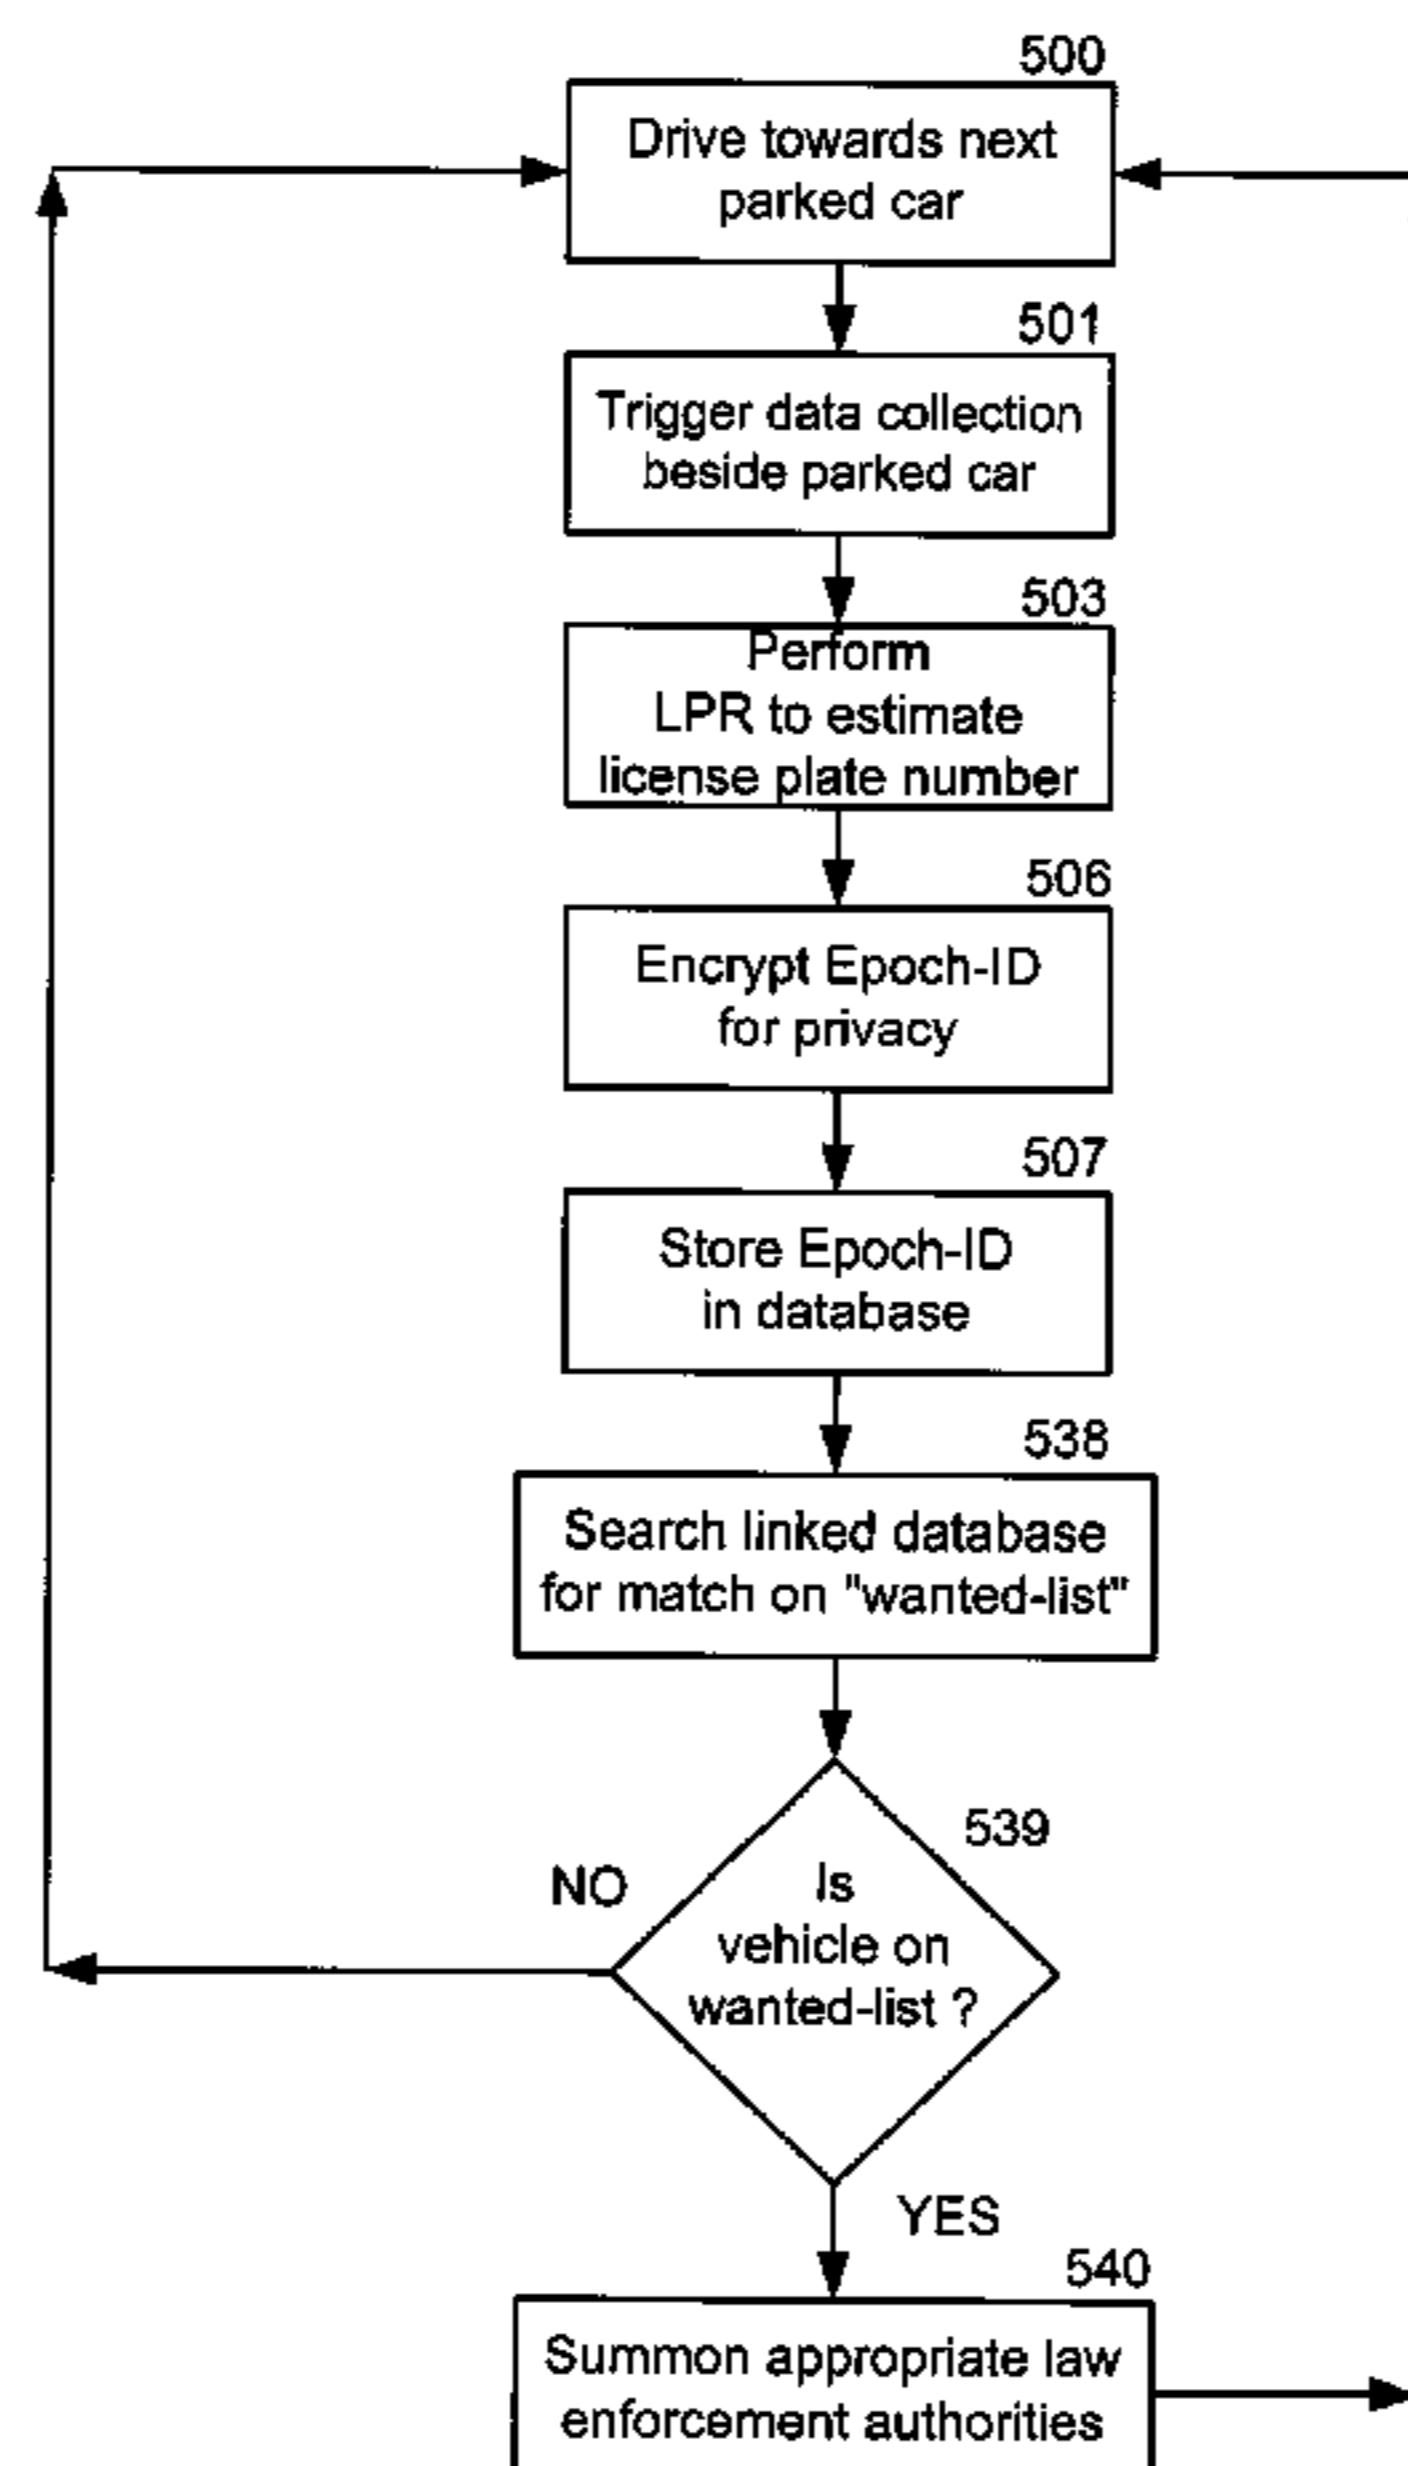 500
Drive towards next
parked car
501
Trigger data collection
beside parked car
503
Perform
LPR to estimate
license plate number
506
Encrypt Epoch-ID
for privacy
507
Store Epoch-ID
in database
538
Search linked database
for match on "wanted-list"
539
NO
Is
vehicle on
wanted-list ?
YES
540
Summon appropriate law
enforcement authorities